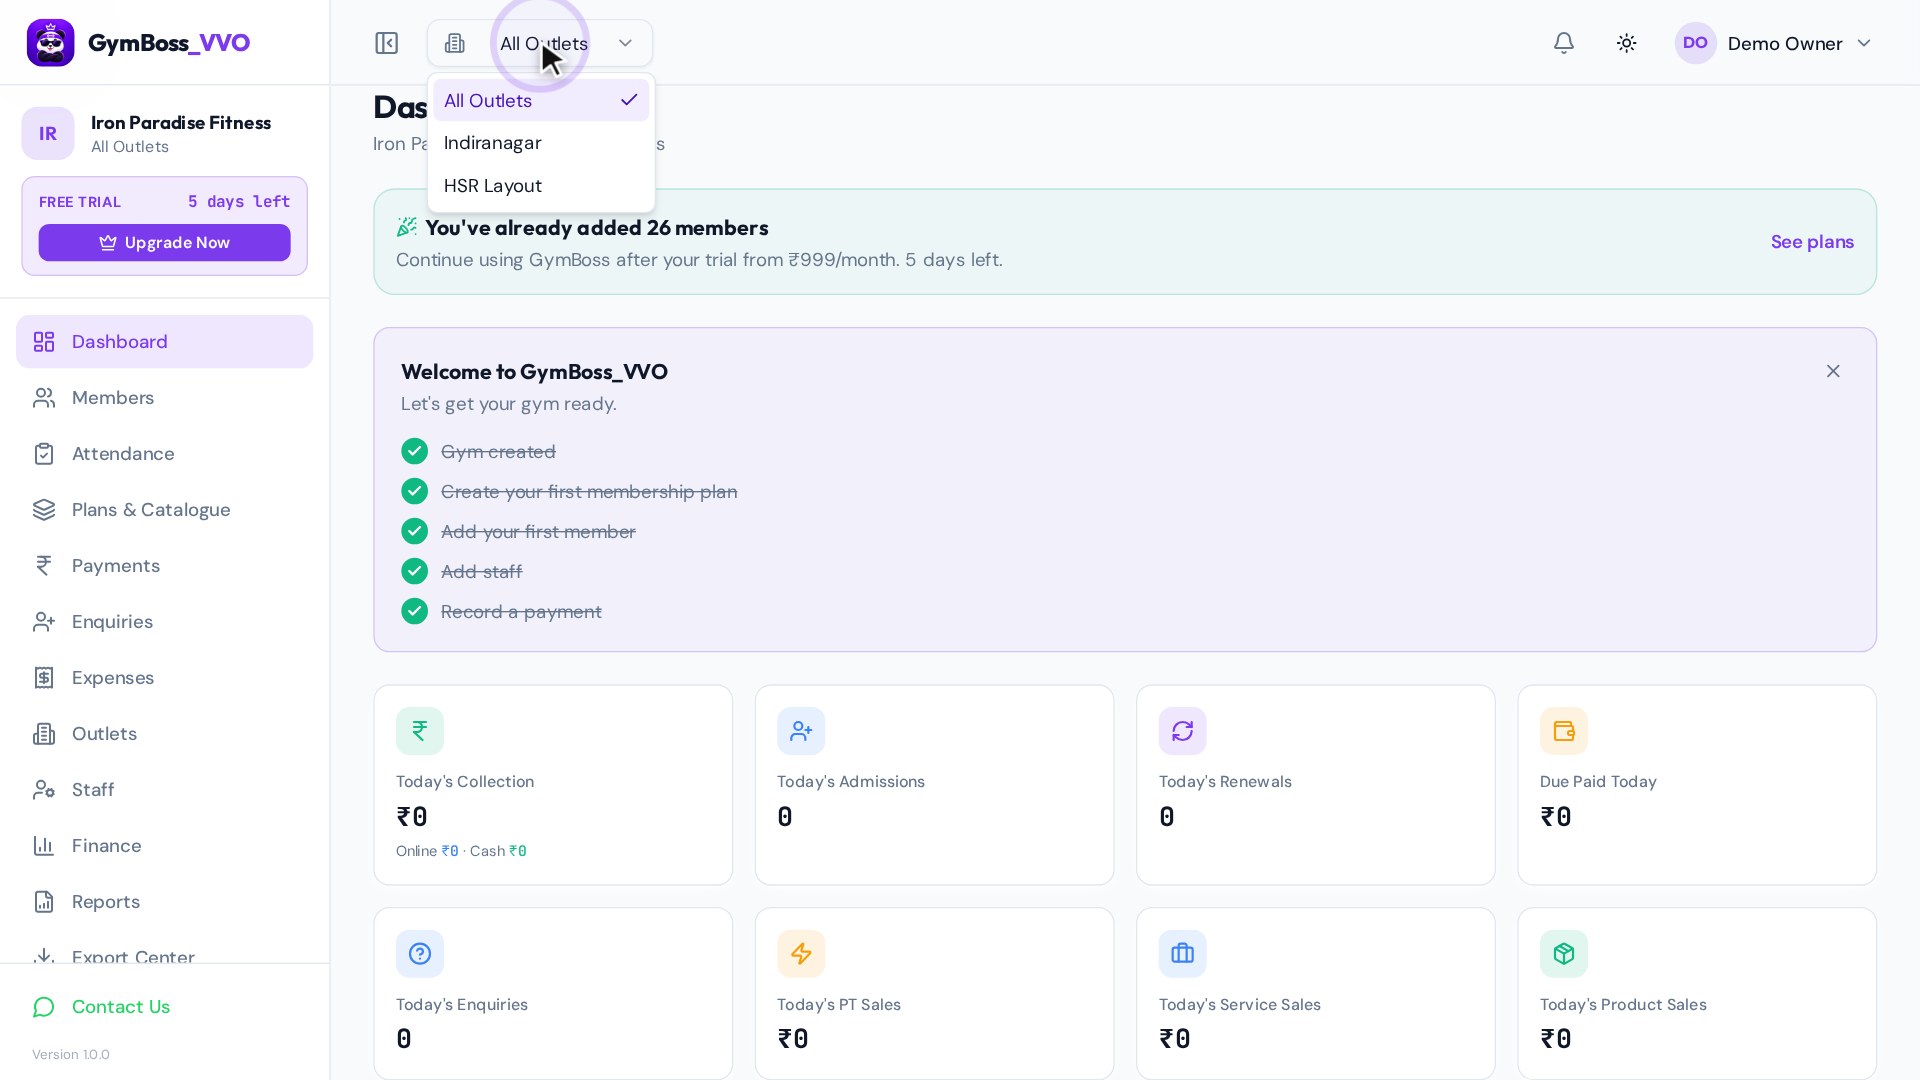 GymBoss_VVO
All Outlets
DO
Demo Owner
IR
Iron Paradise Fitness
All Outlets
FREE TRIAL
5 days left
Upgrade Now
Dashboard
Members
Attendance
Plans & Catalogue
Payments
Enquiries
Expenses
Outlets
Staff
Finance
Reports
Export Center
Contact Us
Version 1.0.0
All Outlets
Indiranagar
HSR Layout
You've already added 26 members
Continue using GymBoss after your trial from ₹999/month. 5 days left.
See plans
Welcome to GymBoss_VVO
Let's get your gym ready.
Gym created
Create your first membership plan
Add your first member
Add staff
Record a payment
Today's Collection
₹0
Online ₹0 · Cash ₹0
Today's Admissions
0
Today's Renewals
0
Due Paid Today
₹0
Today's Enquiries
0
Today's PT Sales
₹0
Today's Service Sales
₹0
Today's Product Sales
₹0